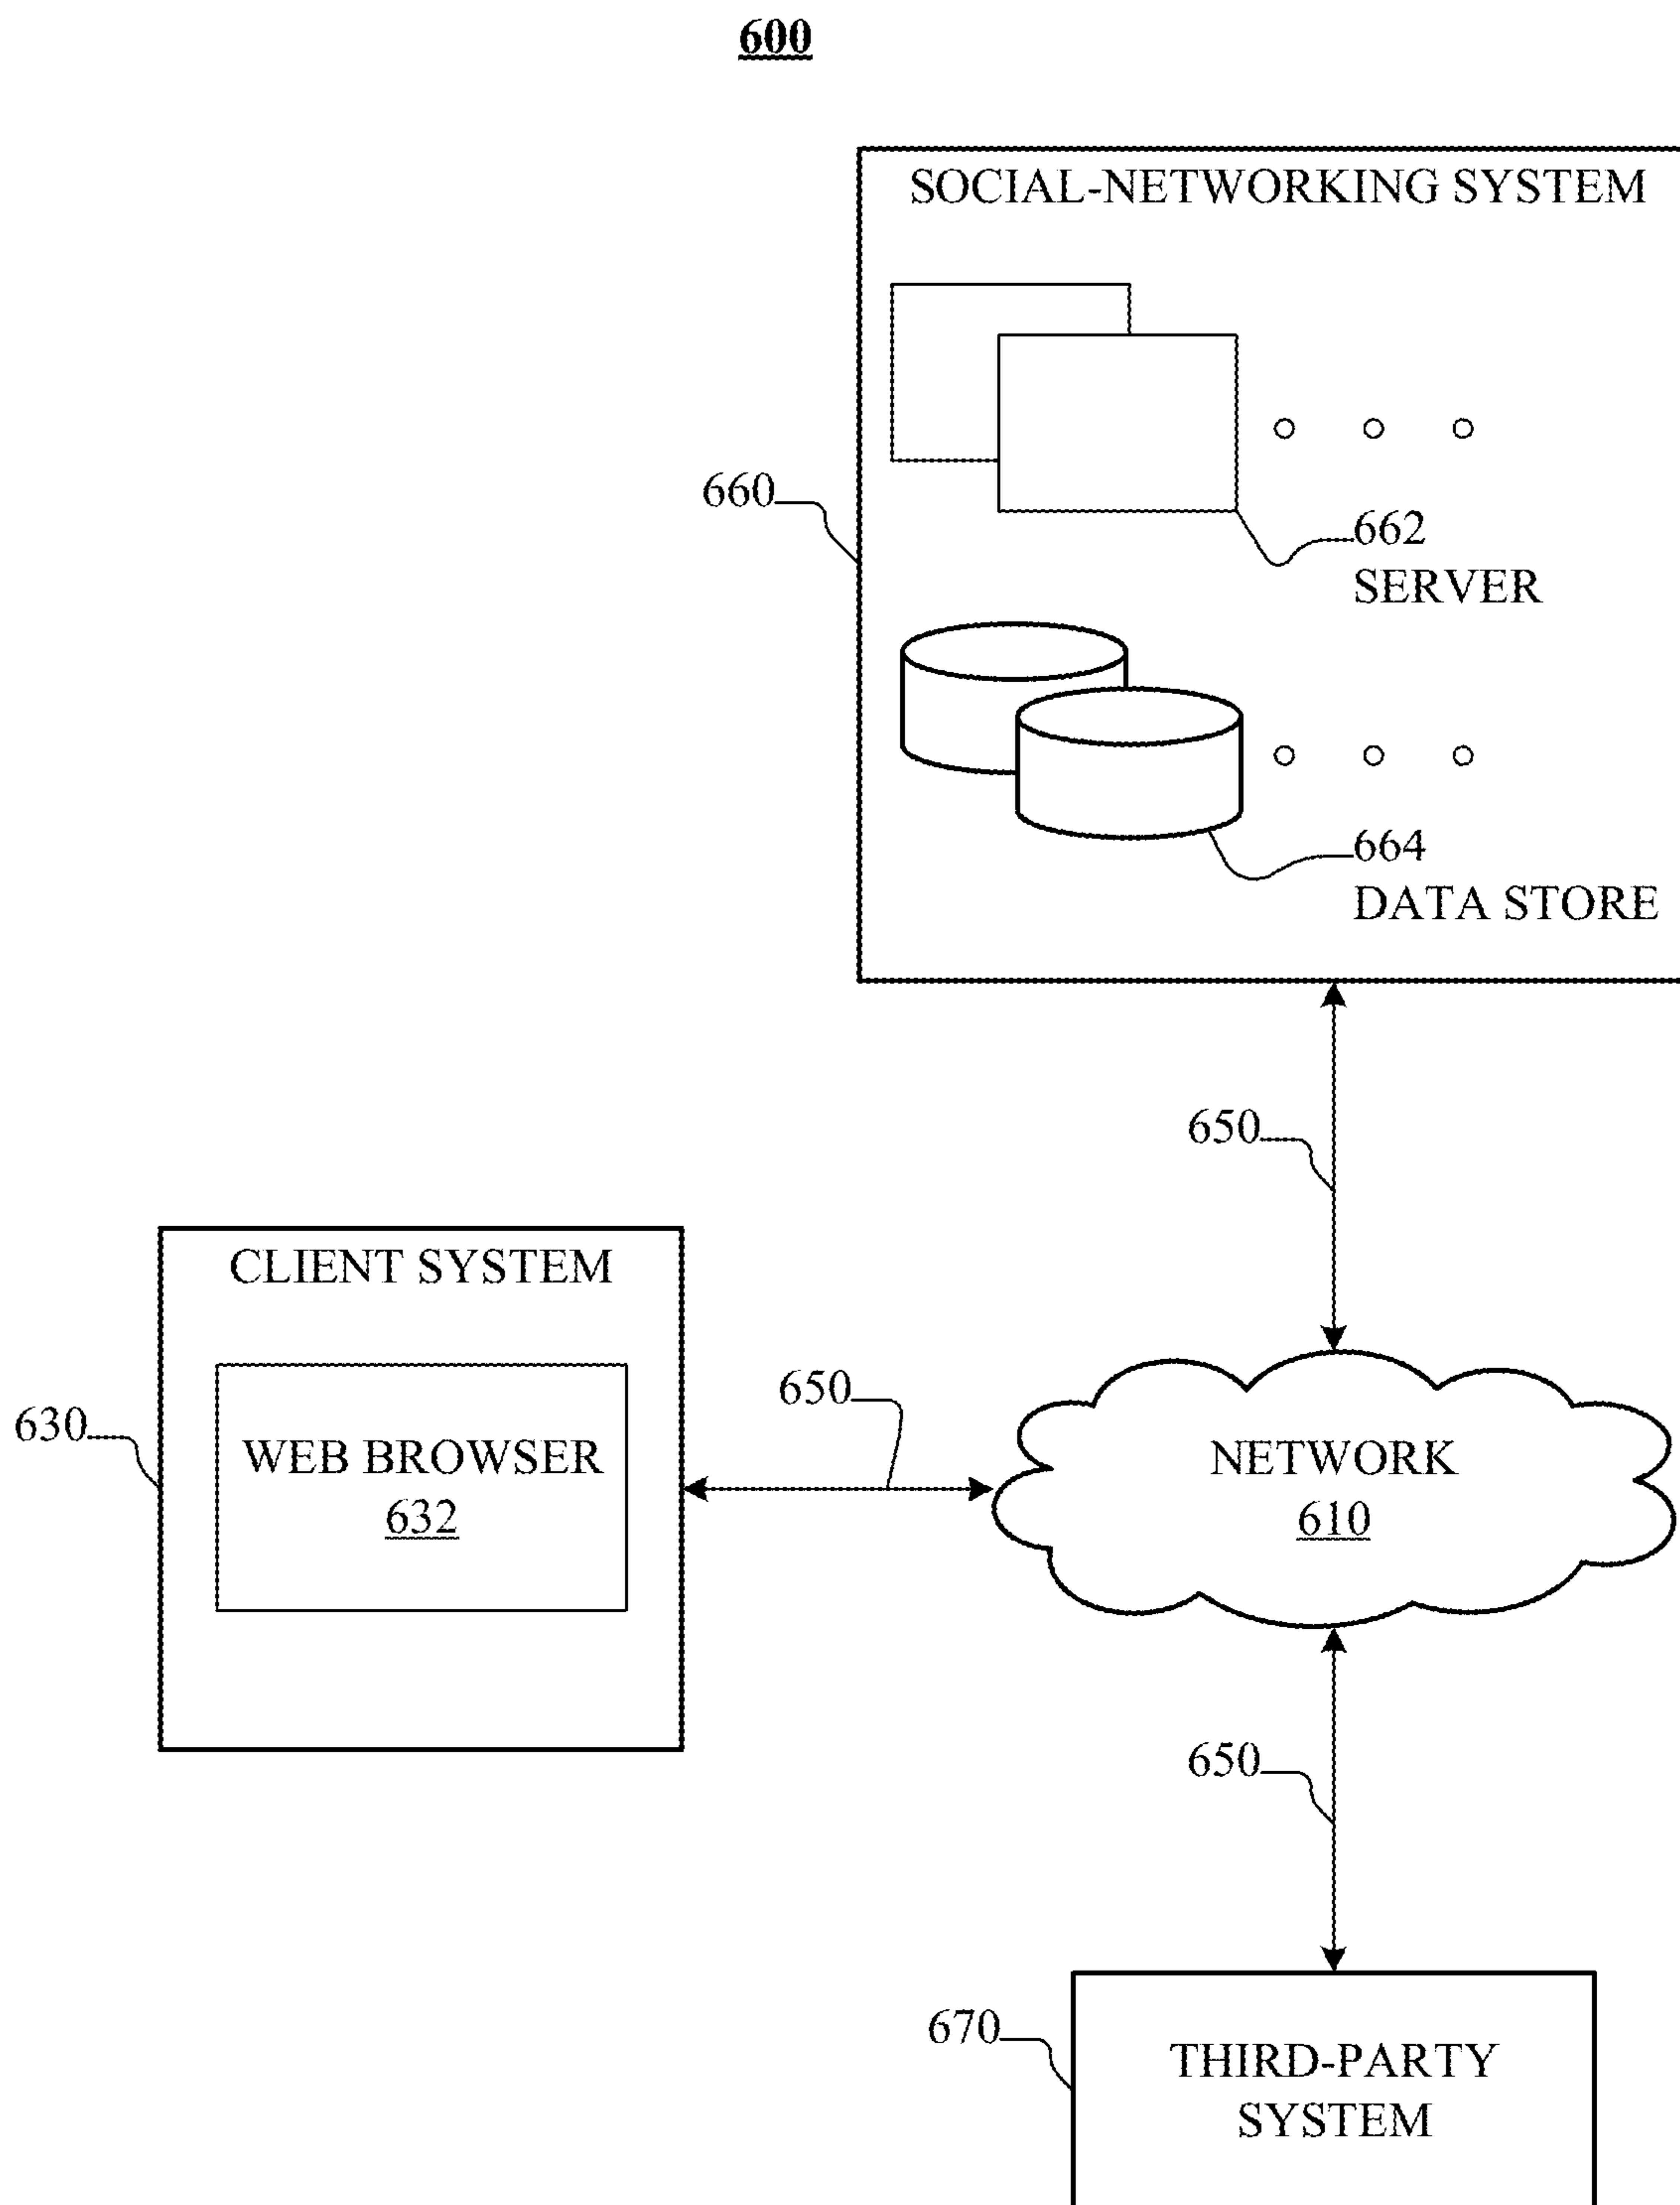 600
SOCIAL-NETWORKING SYSTEM
660
662
SERVER
664
DATA STORE
650
CLIENT SYSTEM
630
WEB BROWSER
632
650
NETWORK
610
650
670
THIRD-PARTY
SYSTEM